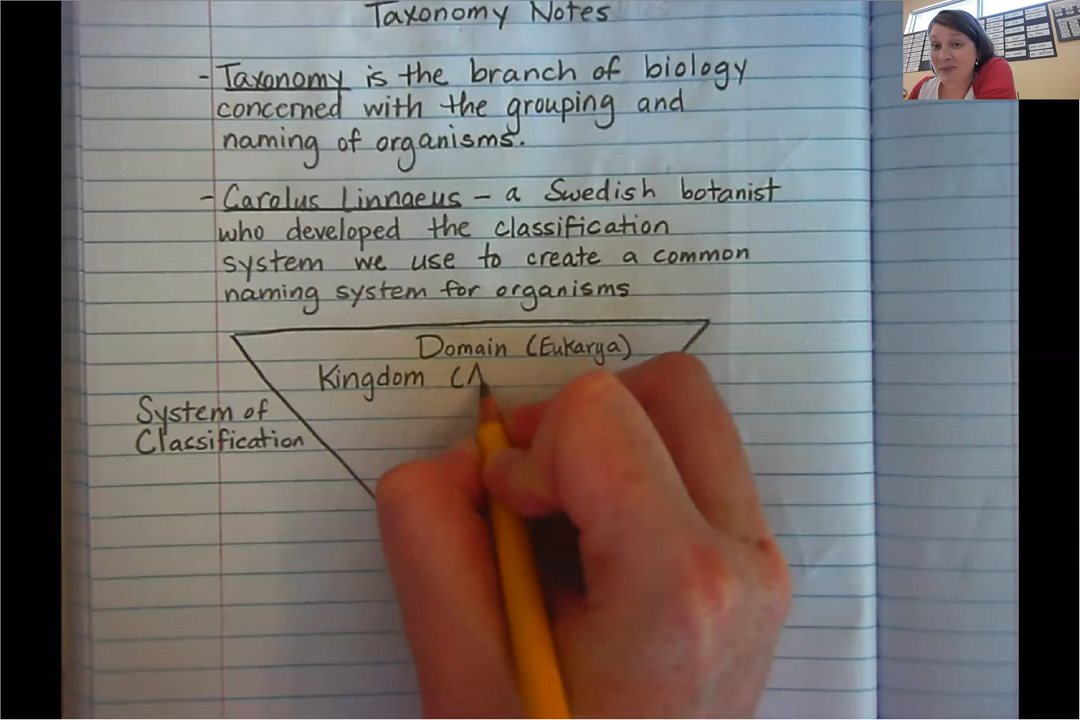 Taxonomy Notes
- Taxonomy is the branch of biology
concerned with the grouping and
naming of organisms.
- Carolus Linnaeus - a Swedish botanist
who developed the classification
system we use to create a common
naming system for organisms
Domain (Eukarya)
Kingdom (A
System of
Classification